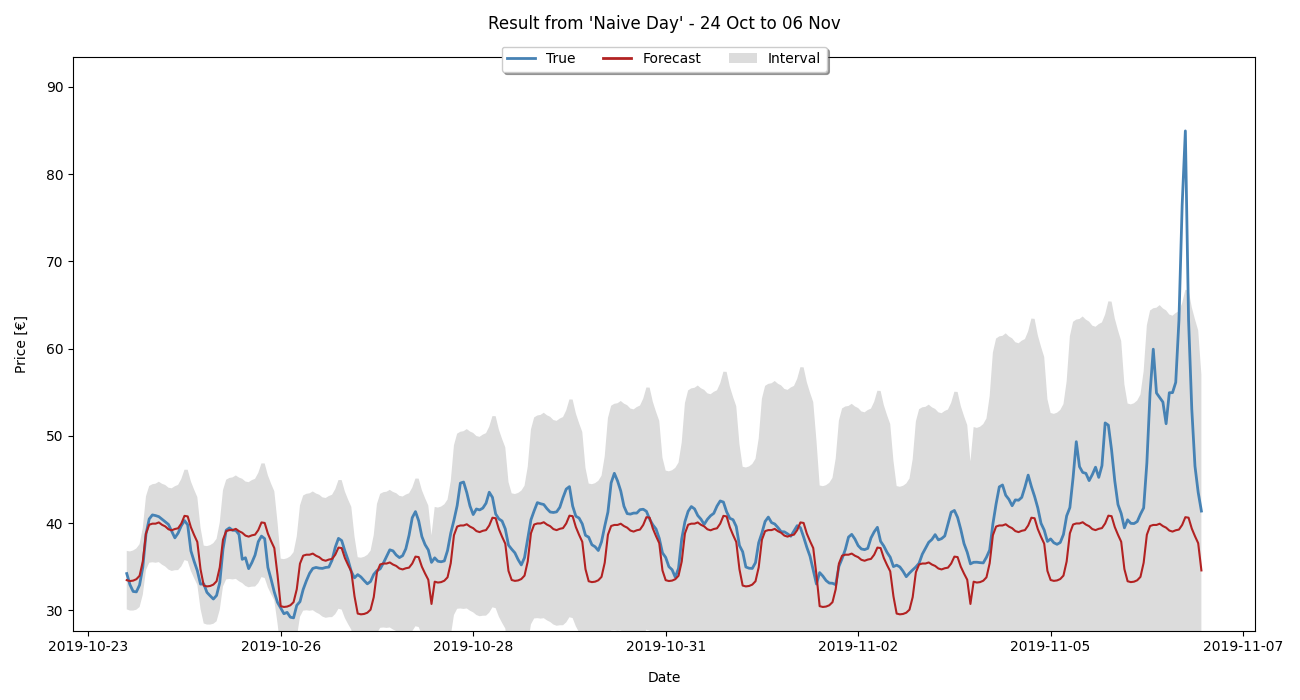 Result from 'Naive Day' - 24 Oct to 06 Nov
True Forecast Interval
90
80
70
60
50
40
30
Price [€]
2019-10-23 2019-10-26 2019-10-28 2019-10-31 2019-11-02 2019-11-05 2019-11-07
Date